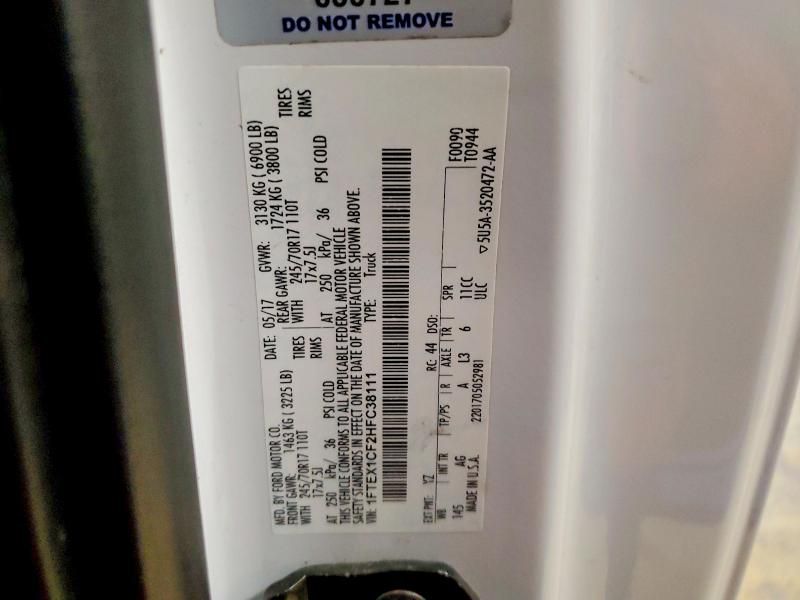 DO NOT REMOVE
MFD. BY FORD MOTOR CO.
DATE: 05/17 GVWR: 3130 KG ( 6900 LB)
FRONT GAWR: 1463 KG ( 3225 LB) REAR GAWR: 1724 KG ( 3800 LB)
WITH 245/70R17 110T TIRES WITH 245/70R17 110T TIRES
17x7.5J RIMS 17x7.5J RIMS
AT 250 kPa/ 36 PSI COLD AT 250 kPa/ 36 PSI COLD
THIS VEHICLE CONFORMS TO ALL APPLICABLE FEDERAL MOTOR VEHICLE
SAFETY STANDARDS IN EFFECT ON THE DATE OF MANUFACTURE SHOWN ABOVE.
VIN: 1FTEX1CF2HFC38111 TYPE: Truck
EXT PNT: YZ RC: 44 DSO: F0090
WB INT TR TP/PS R AXLE TR SPR T0944
145 AG A L3 6 11CC
ULC
MADE IN U.S.A. 2201705052981 ▽5U5A-3520472-AA